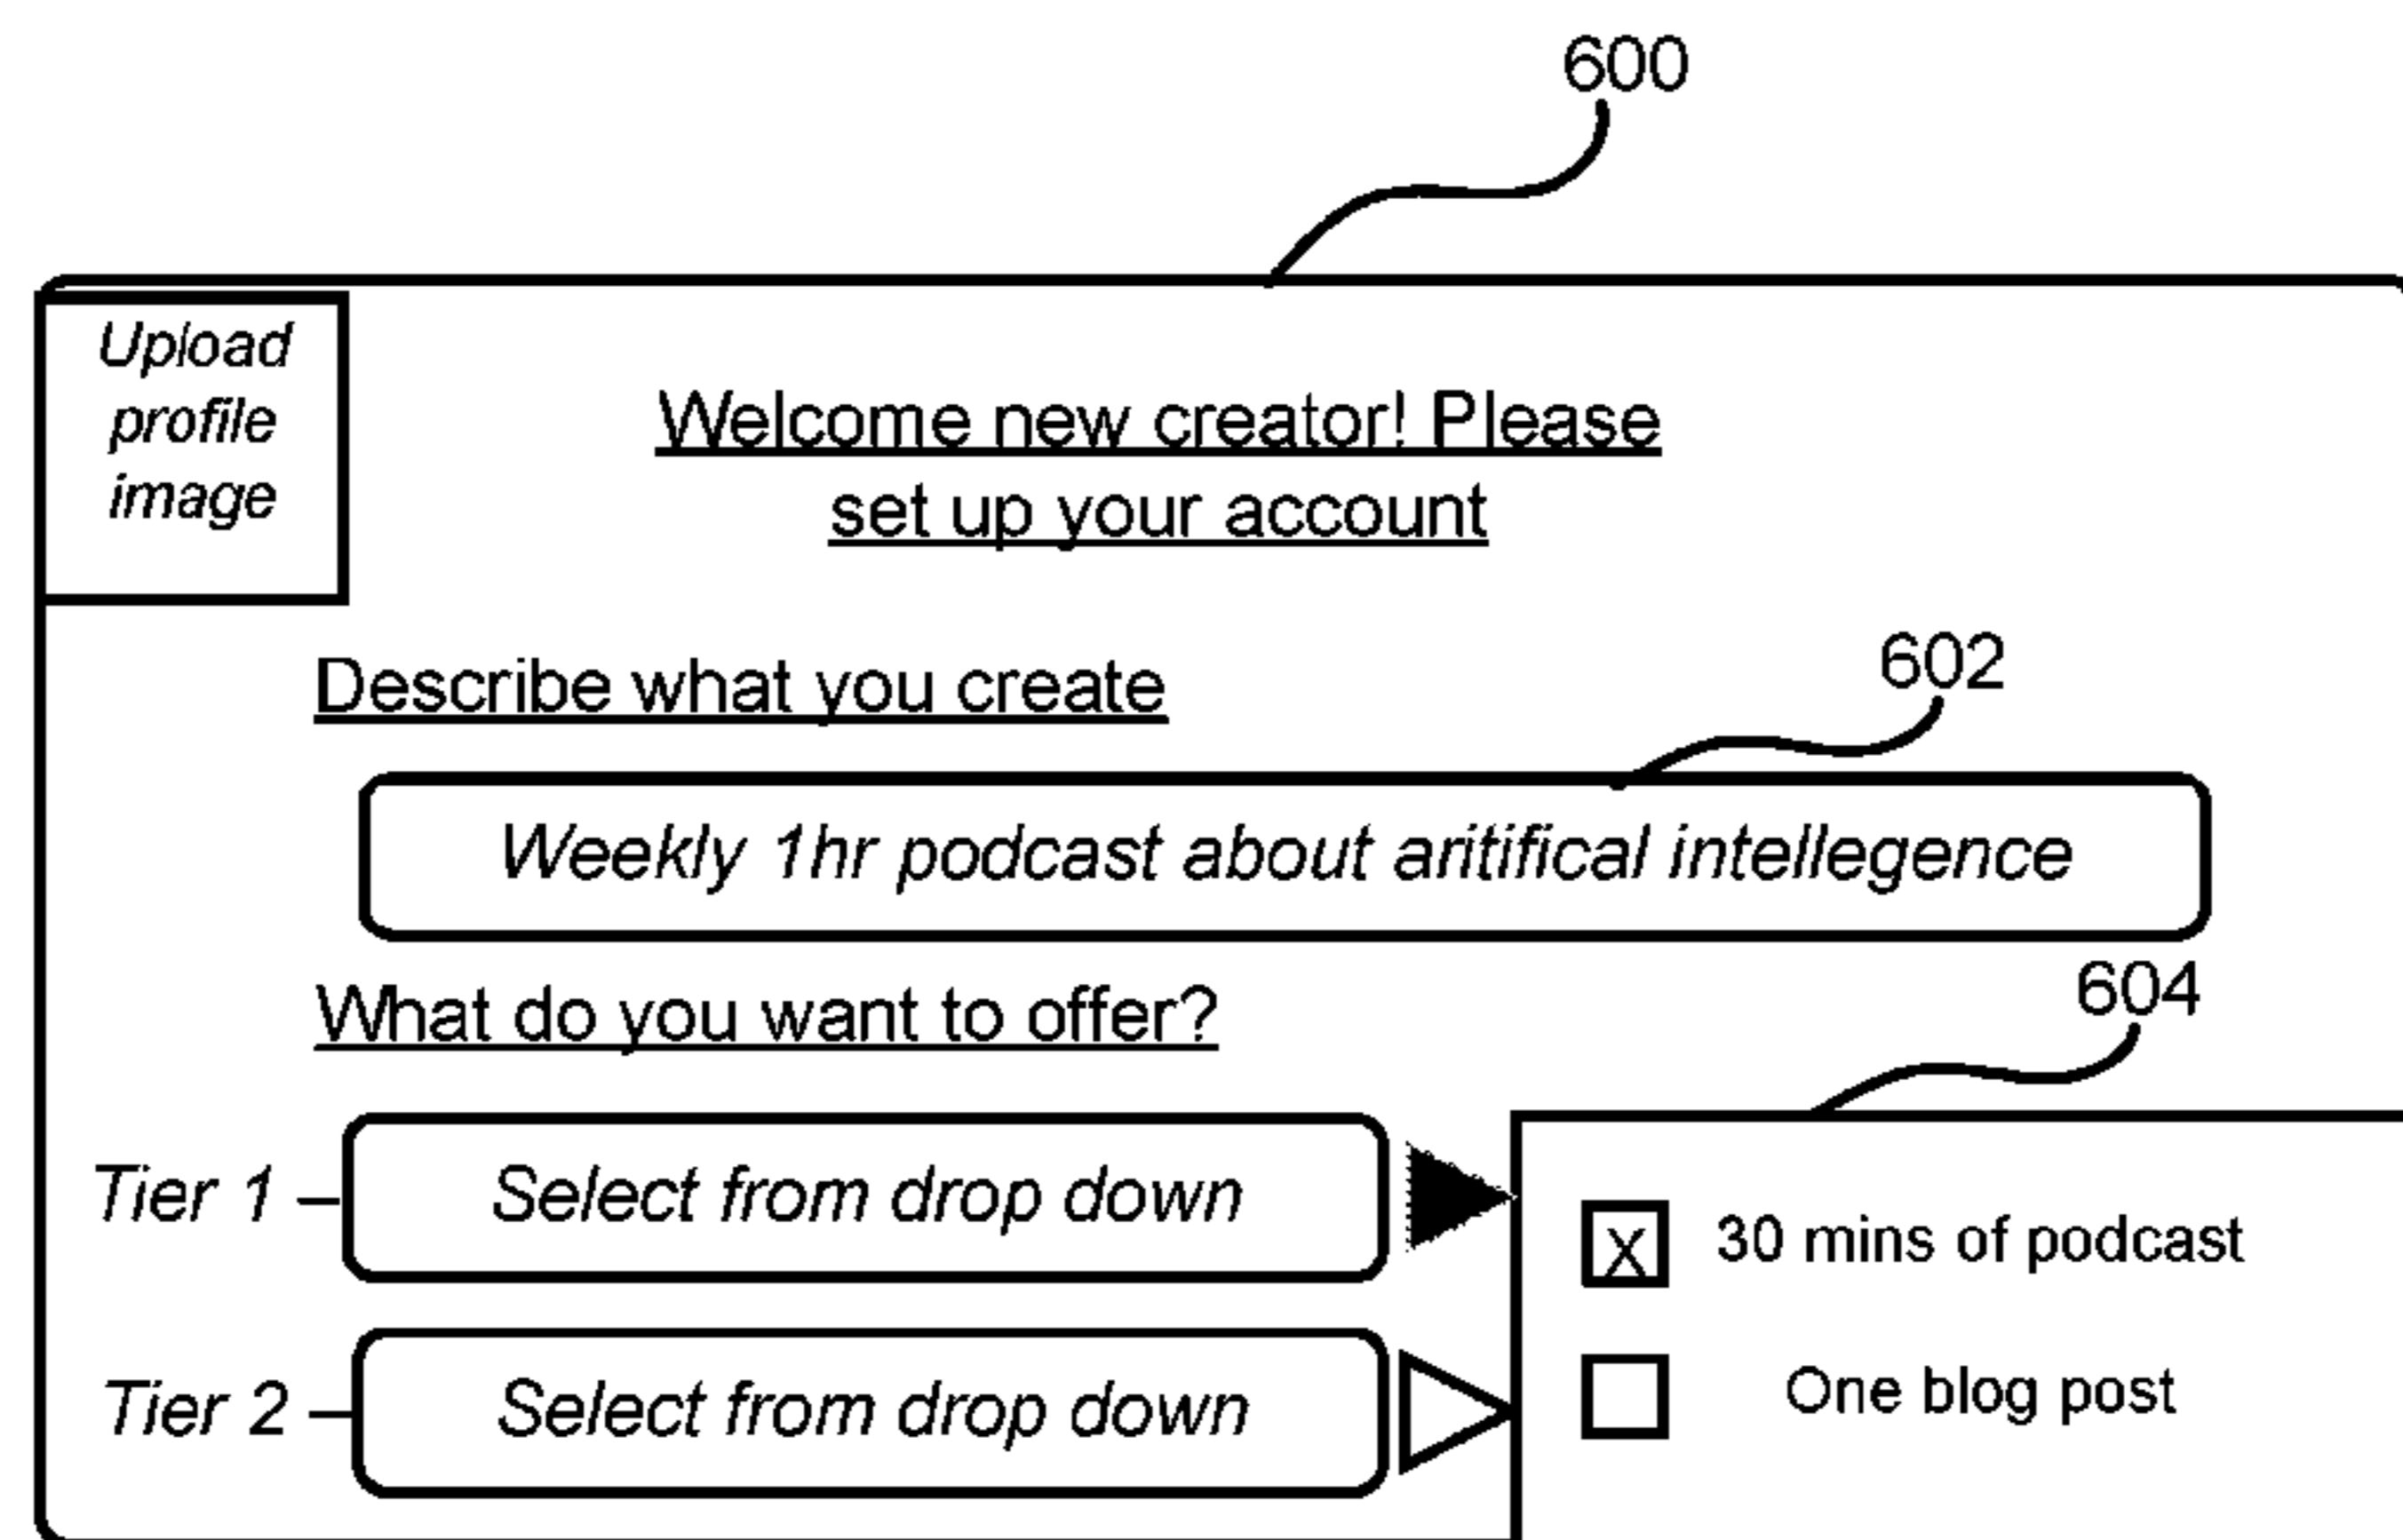 600
Upload
profile
image
Welcome new creator! Please
set up your account
602
Describe what you create
Weekly 1hr podcast about aritifical intellegence
604
What do you want to offer?
Tier 1
Select from drop down
X 30 mins of podcast
Tier 2
Select from drop down
One blog post